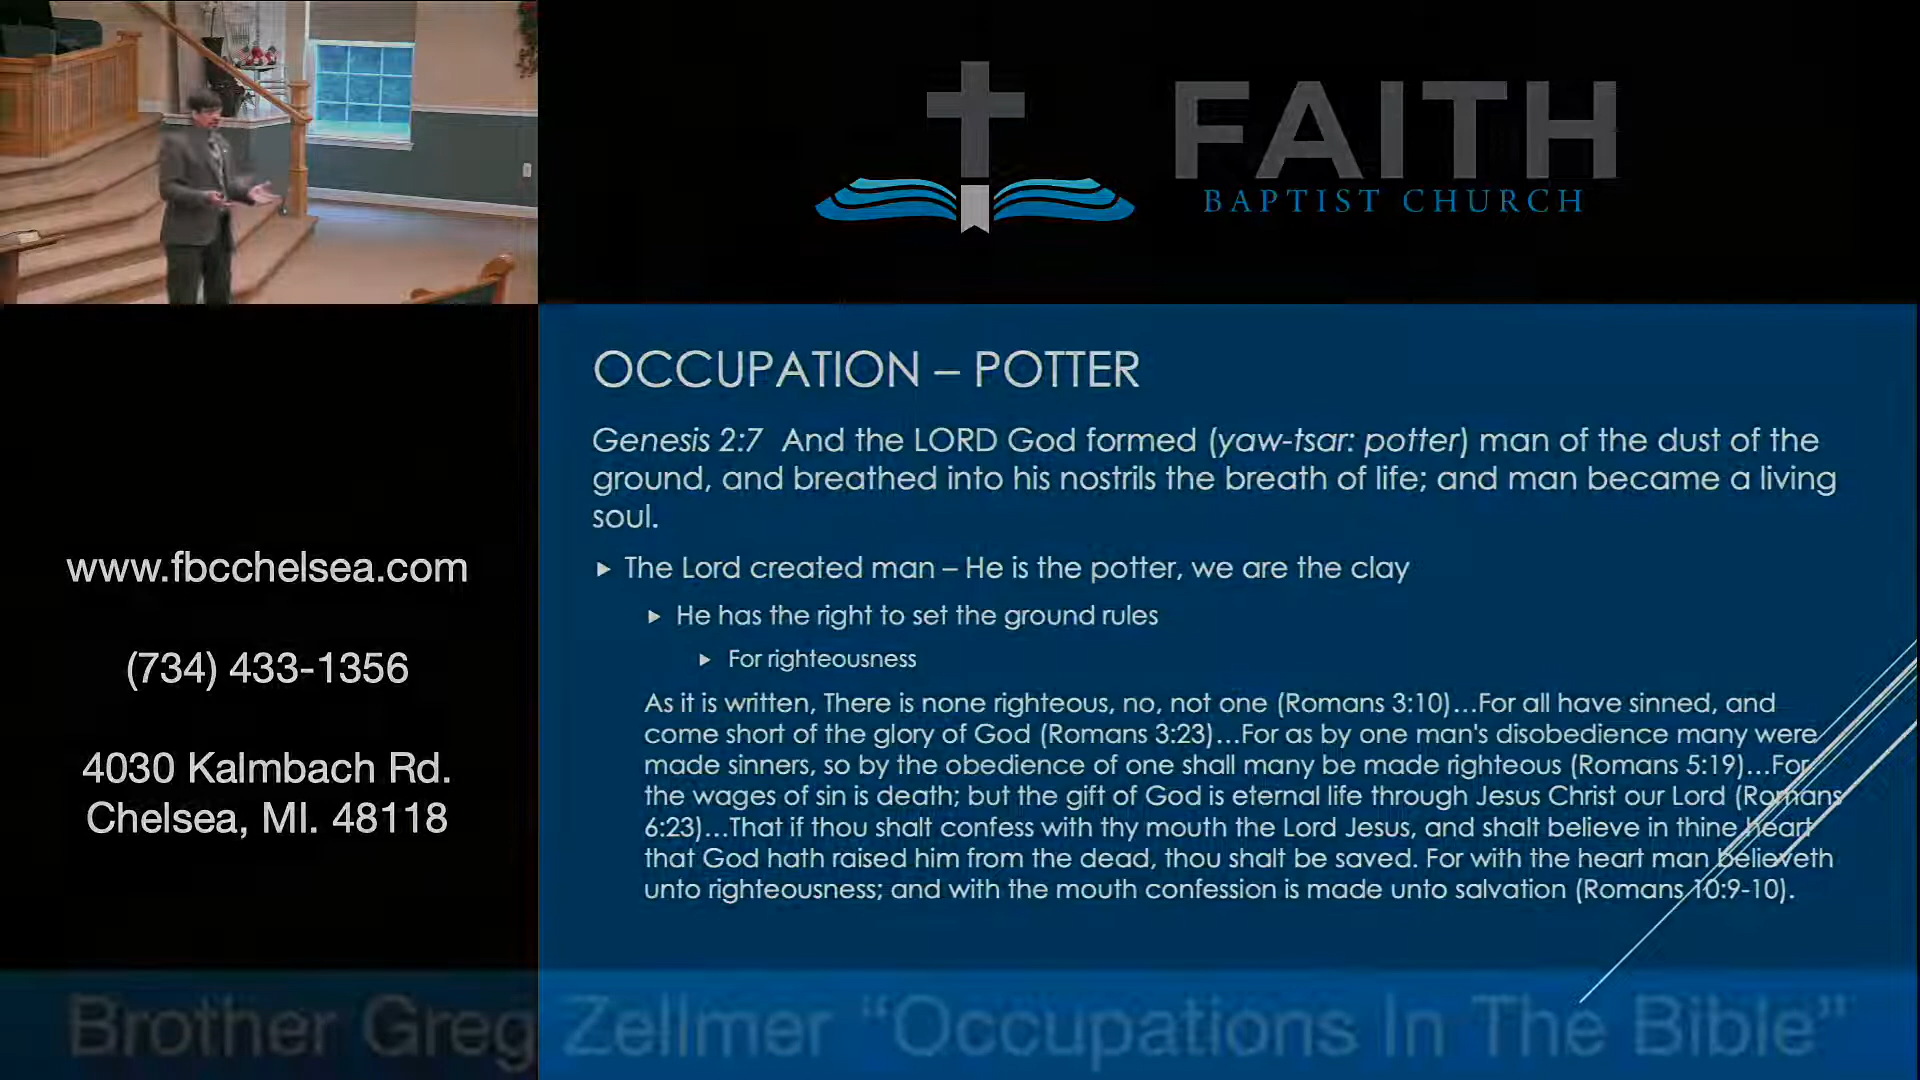 FAITH
BAPTIST CHURCH
OCCUPATION – POTTER
Genesis 2:7 And the LORD God formed (yaw-tsar: potter) man of the dust of the
ground, and breathed into his nostrils the breath of life; and man became a living
soul.
The Lord created man – He is the potter, we are the clay
He has the right to set the ground rules
For righteousness
As it is written, There is none righteous, no, not one (Romans 3:10)…For all have sinned, and
come short of the glory of God (Romans 3:23)…For as by one man's disobedience many were
made sinners, so by the obedience of one shall many be made righteous (Romans 5:19)…For
the wages of sin is death; but the gift of God is eternal life through Jesus Christ our Lord (Romans
6:23)…That if thou shalt confess with thy mouth the Lord Jesus, and shalt believe in thine heart
that God hath raised him from the dead, thou shalt be saved. For with the heart man believeth
unto righteousness; and with the mouth confession is made unto salvation (Romans 10:9-10).
www.fbcchelsea.com
(734) 433-1356
4030 Kalmbach Rd.
Chelsea, MI. 48118
Brother Greg Zellmer “Occupations In The Bible”